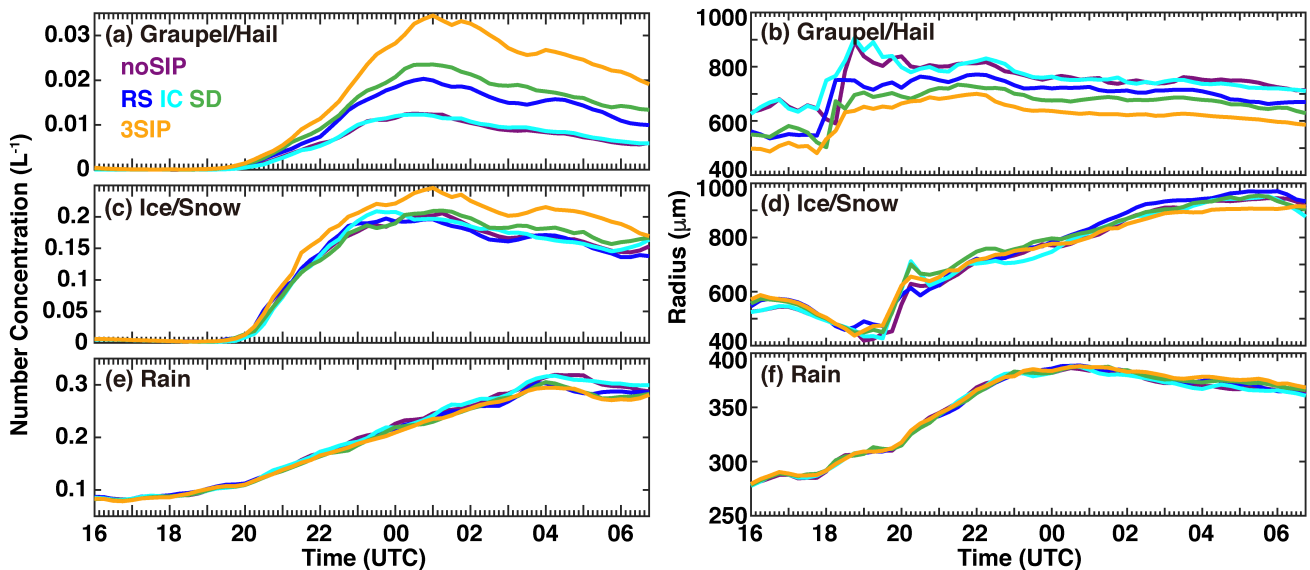 (a) Graupel/Hail
noSIP
RS IC SD
3SIP
0.03
0.02
0.01
0
(b) Graupel/Hail
1000
800
600
400
(c) Ice/Snow
0.2
0.15
0.1
0.05
0
(d) Ice/Snow
1000
800
600
400
(e) Rain
0.3
0.2
0.1
(f) Rain
400
350
300
250
Number Concentration (L⁻¹)
Radius (μm)
16 18 20 22 00 02 04 06
Time (UTC)
16 18 20 22 00 02 04 06
Time (UTC)